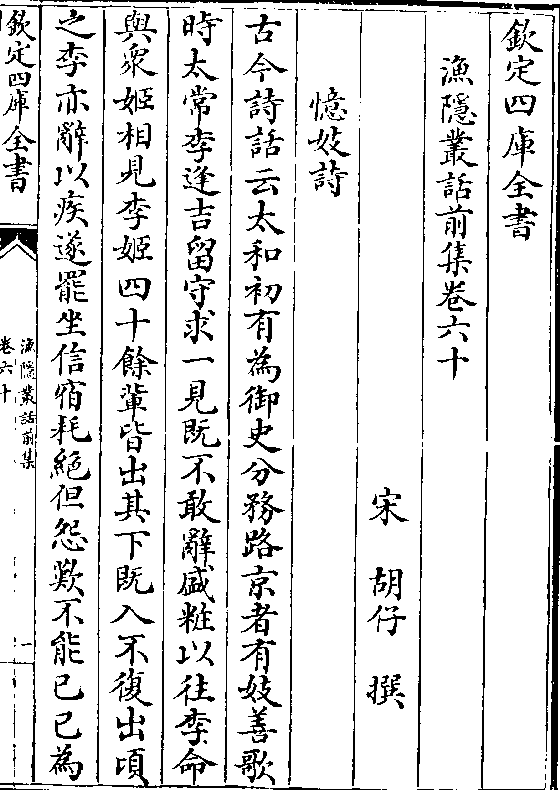 欽定四庫全書
漁隱叢話前集卷六十
宋　胡仔　撰
憶妓詩
古今詩話云太和初有為御史分務路京者有妓善歌
時太常李逢吉留守求一見既不敢辭盛粧以往李命
與衆姬相見李姬四十餘輩皆出其下既入不復出頃
之李亦辭以疾遂罷坐信宿耗絶但怨歎不能已已為
欽定四庫全書
漁隱叢話前集
卷六十
一